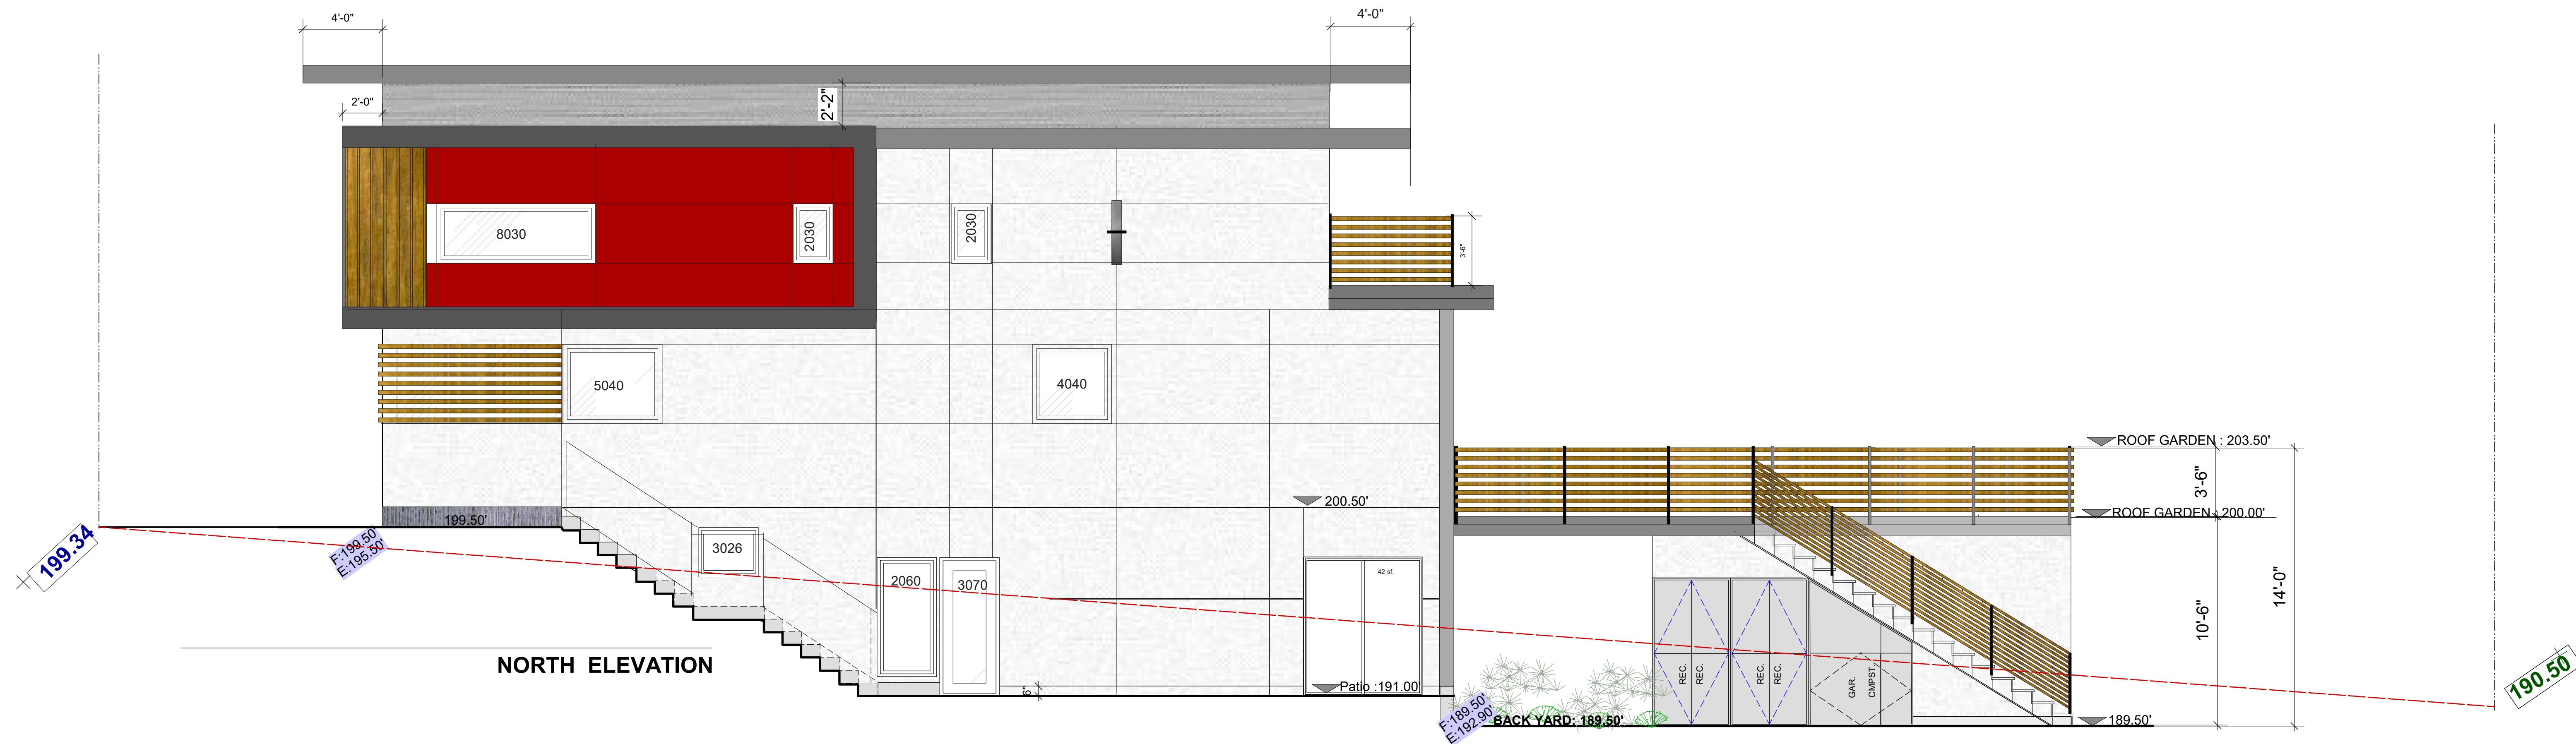 4'-0"
4'-0"
2'-0"
2'-2"
8030
2030
2030
3'-6"
5040
4040
ROOF GARDEN : 203.50'
3'-6"
200.50'
ROOF GARDEN : 200.00'
199.50'
199.34
F:199.50'
E:195.50'
3026
2060
3070
42 sf.
14'-0"
10'-6"
NORTH ELEVATION
REC.
REC.
REC.
REC.
GAR.
CMPST.
6"
Patio :191.00'
190.50
F:189.50'
E:192.90'
BACK YARD: 189.50'
189.50'